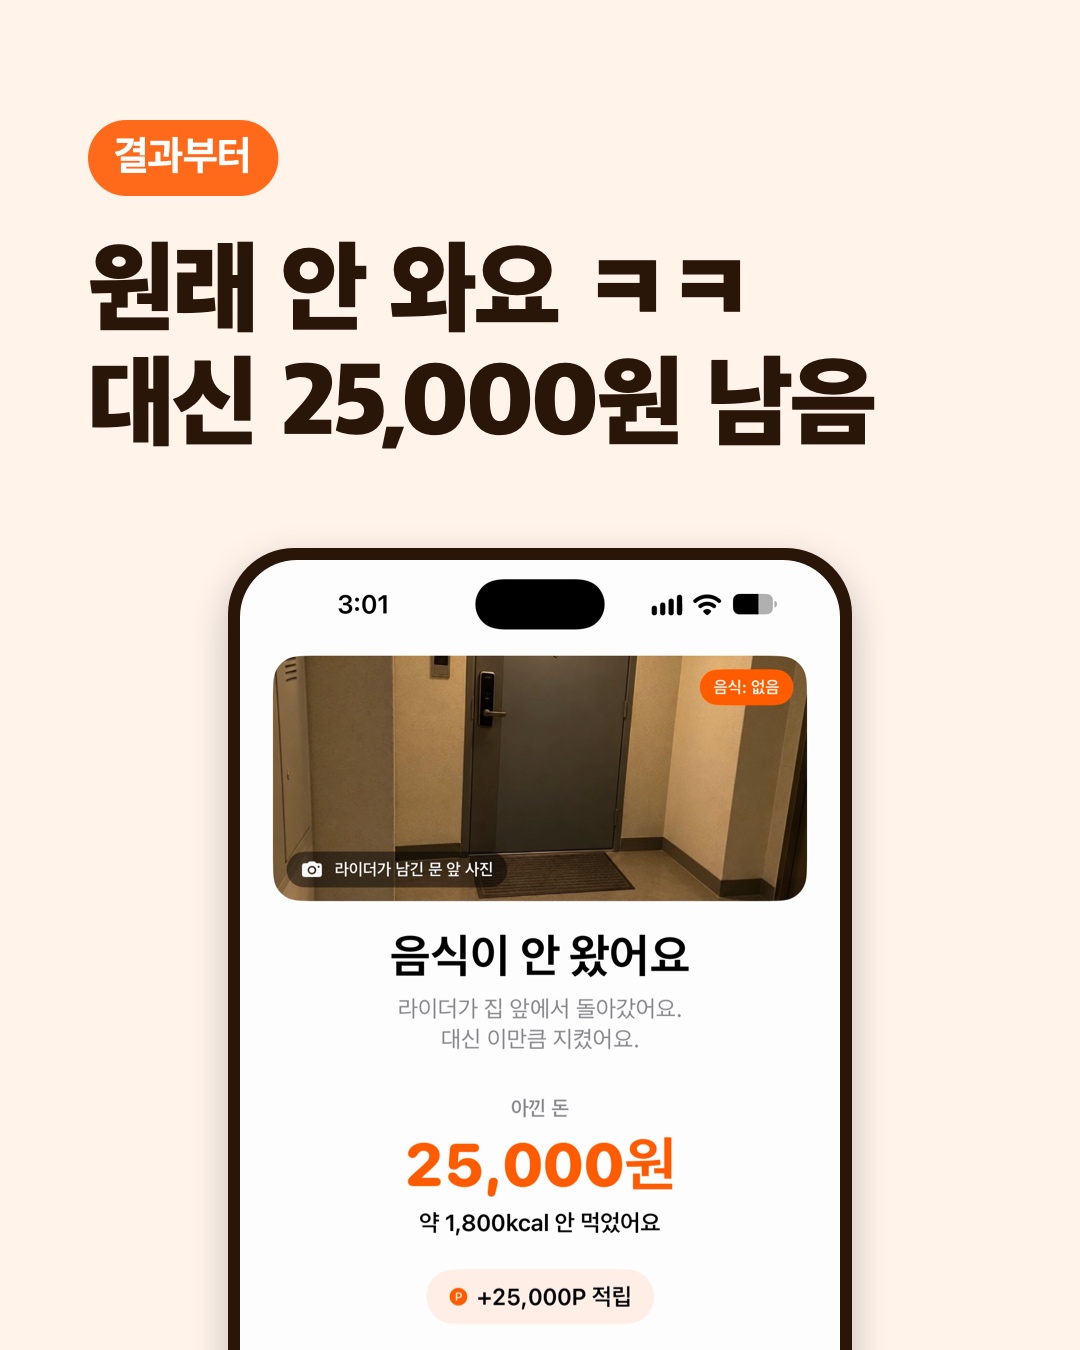 결과부터
원래 안 와요 ㅋㅋ
대신 25,000원 남음
3:01
음식: 없음
라이더가 남긴 문 앞 사진
음식이 안 왔어요
라이더가 집 앞에서 돌아갔어요.
대신 이만큼 지켰어요.
아낀 돈
25,000원
약 1,800kcal 안 먹었어요
P +25,000P 적립